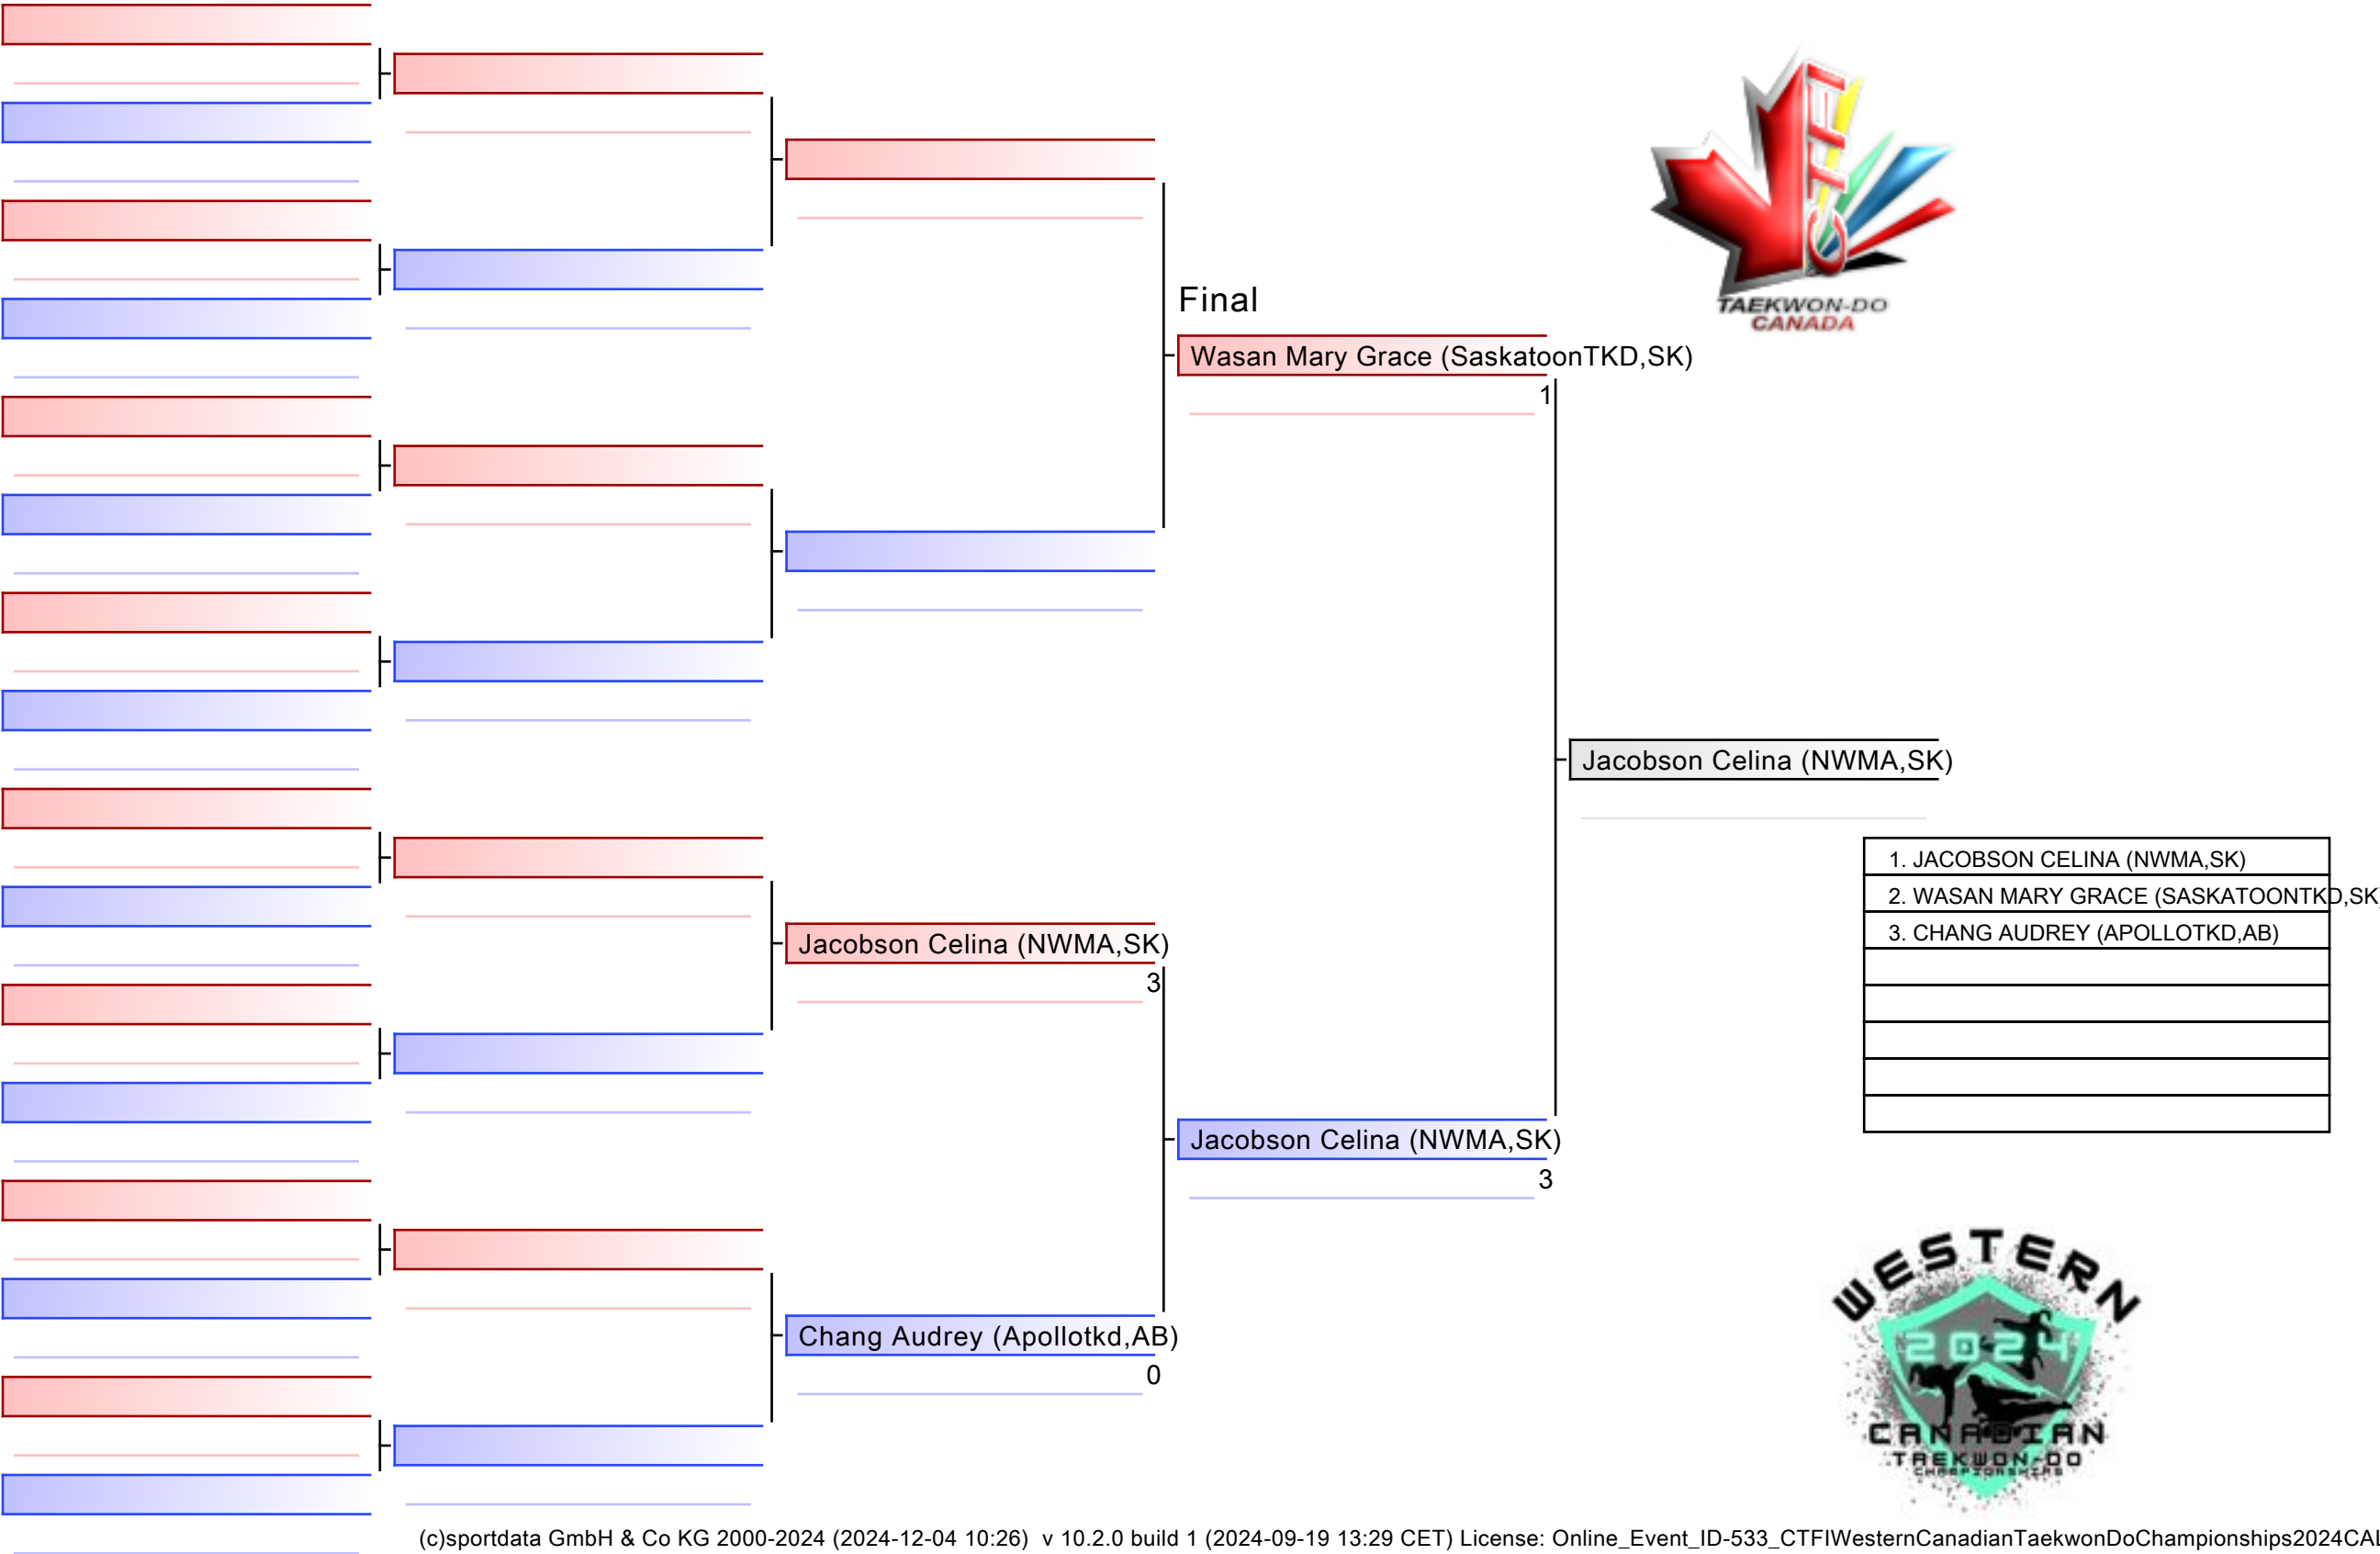 CTFI
TAEKWON-DO
CANADA
Final
Wasan Mary Grace (SaskatoonTKD,SK)
1
Jacobson Celina (NWMA,SK)
1. JACOBSON CELINA (NWMA,SK)
2. WASAN MARY GRACE (SASKATOONTKD,SK)
3. CHANG AUDREY (APOLLOTKD,AB)
Jacobson Celina (NWMA,SK)
3
Jacobson Celina (NWMA,SK)
3
Chang Audrey (Apollotkd,AB)
0
WESTERN
2024
CANADIAN
TAEKWON-DO
CHAMPIONSHIPS
(c)sportdata GmbH & Co KG 2000-2024 (2024-12-04 10:26) v 10.2.0 build 1 (2024-09-19 13:29 CET) License: Online_Event_ID-533_CTFIWesternCanadianTaekwonDoChampionships2024CAI